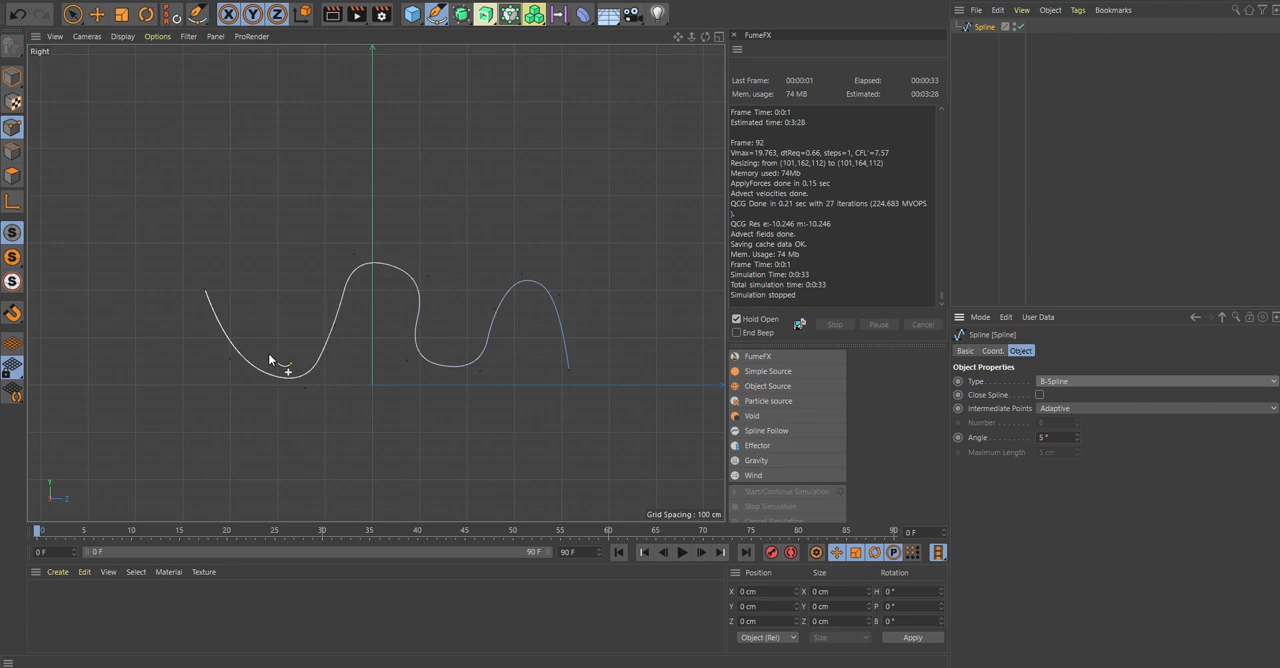 File Edit View Object Tags Bookmarks
View Cameras Display Options Filter Panel ProRender
FumeFX
Spline
Right
Last Frame: 00:00:01 Elapsed: 00:00:33
Mem. usage: 74 MB Estimated: 00:03:28
Frame Time: 0:0:1
Estimated time: 0:3:28
Frame: 92
Vmax=19.763, dtReq=0.66, steps=1, CFL'=7.57
Resizing: from (101,162,112) to (101,164,112)
Memory used: 74Mb
ApplyForces done in 0.15 sec
Advect velocities done.
QCG Done in 0.21 sec with 27 iterations (224.683 MVOPS
).
QCG Res e:-10.246 m:-10.246
Advect fields done.
Saving cache data OK.
Mem. Usage: 74 Mb
Frame Time: 0:0:1
Simulation Time: 0:0:33
Total simulation time: 0:0:33
Simulation stopped
Hold Open Stop Pause Cancel
End Beep
FumeFX
Simple Source
Object Source
Particle source
Void
Spline Follow
Effector
Gravity
Wind
Start/Continue Simulation
Stop Simulation
Cancel Simulation
Mode Edit User Data
Spline [Spline]
Basic Coord. Object
Object Properties
Type B-Spline
Close Spline
Intermediate Points Adaptive
Number 8
Angle 5 °
Maximum Length 5 cm
Y
Z
Grid Spacing : 100 cm
0 5 10 15 20 25 30 35 40 45 50 55 60 65 70 75 80 85 90 0 F
0 F 0 F 90 F 90 F
Create Edit View Select Material Texture
Position Size Rotation
X 0 cm X 0 cm H 0 °
Y 0 cm Y 0 cm P 0 °
Z 0 cm Z 0 cm B 0 °
Object (Rel) Size Apply